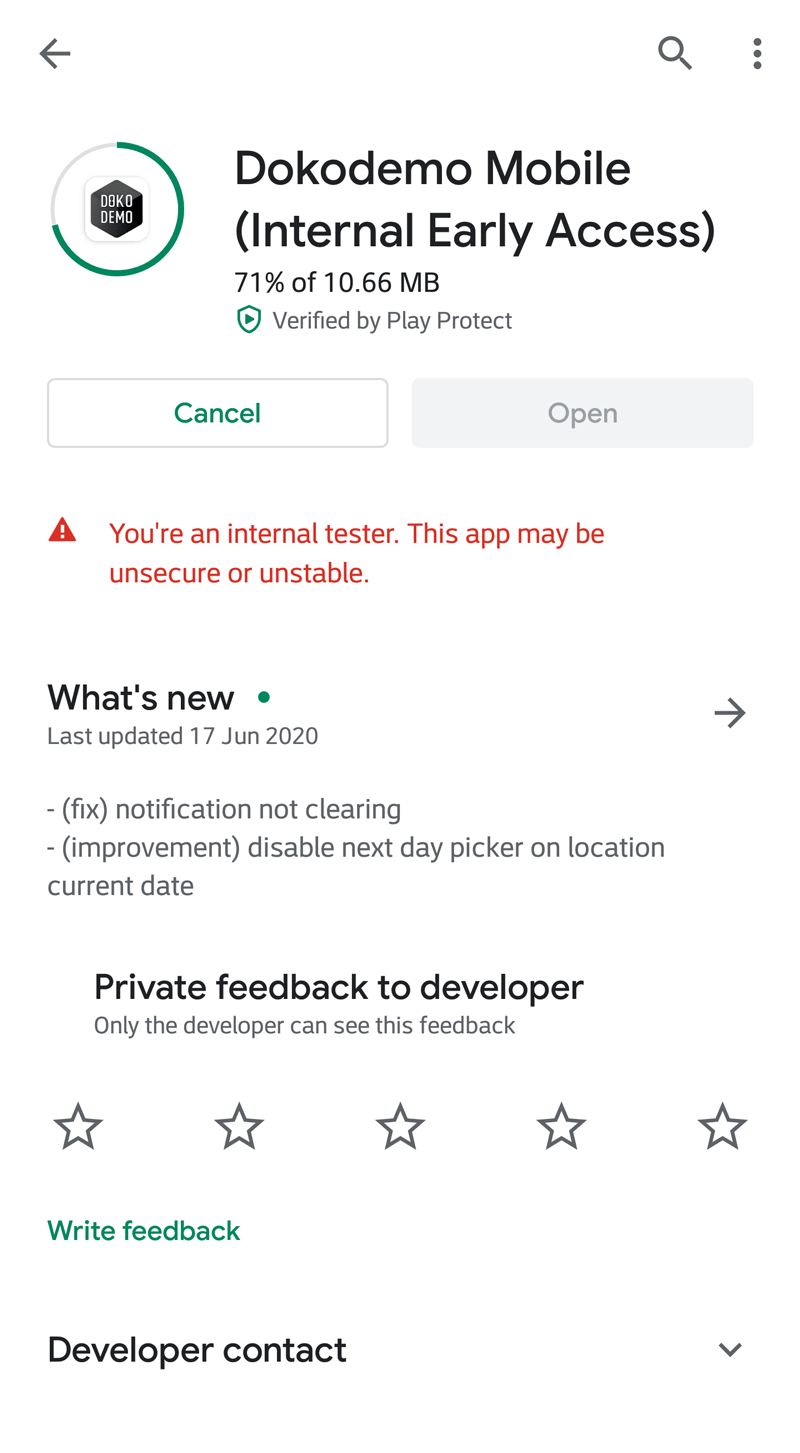 DOKO
DEMO
Dokodemo Mobile
(Internal Early Access)
71% of 10.66 MB
Verified by Play Protect
Cancel
Open
You're an internal tester. This app may be
unsecure or unstable.
What's new
Last updated 17 Jun 2020
- (fix) notification not clearing
- (improvement) disable next day picker on location
current date
Private feedback to developer
Only the developer can see this feedback
Write feedback
Developer contact